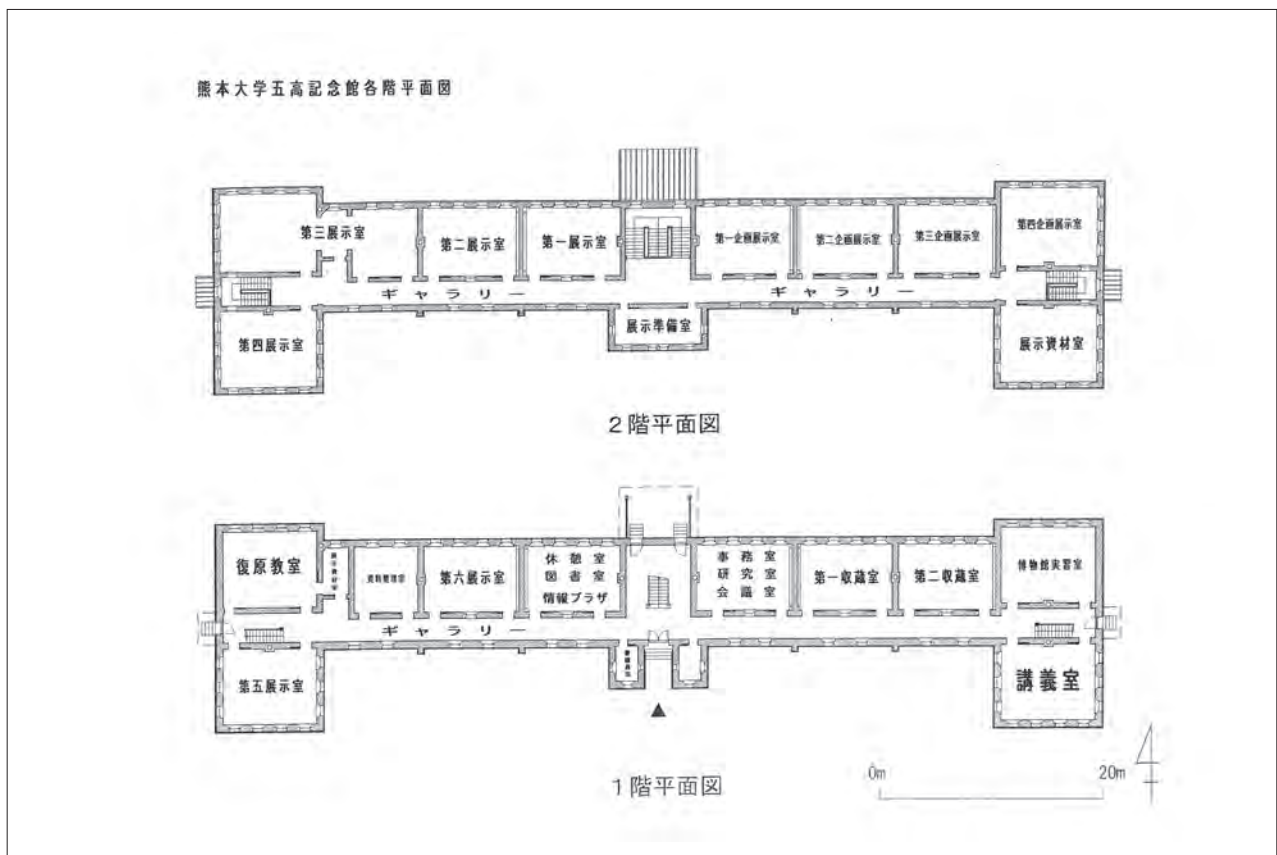 熊本大学五高記念館各階平面図
第三展示室
第二展示室
第一展示室
第一企画展示室
第二企画展示室
第三企画展示室
第四企画展示室
ギャラリー
ギャラリー
第四展示室
展示準備室
展示資材室
2階平面図
復原教室
資料整理室
第六展示室
休憩室
図書室
情報プラザ
事務室
研究室
会議室
第一収蔵室
第二収蔵室
博物館実習室
ギャラリー
第五展示室
講義室
1階平面図
0m
20m